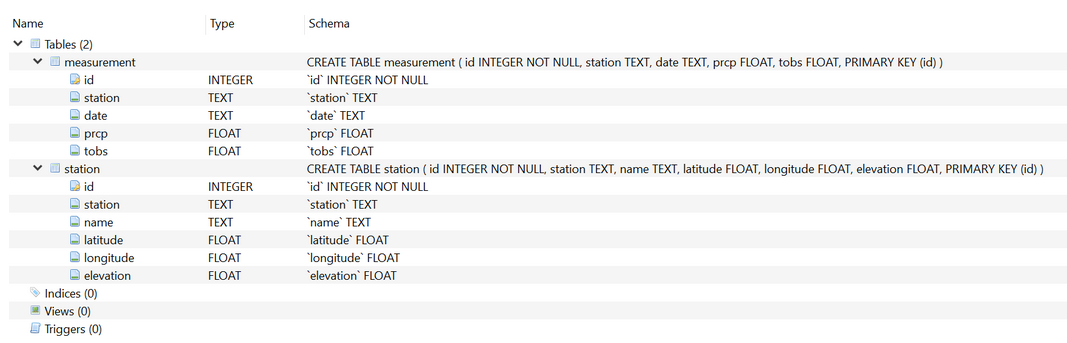 Name Type Schema
Tables (2)
measurement CREATE TABLE measurement ( id INTEGER NOT NULL, station TEXT, date TEXT, prcp FLOAT, tobs FLOAT, PRIMARY KEY (id) )
id INTEGER `id` INTEGER NOT NULL
station TEXT `station` TEXT
date TEXT `date` TEXT
prcp FLOAT `prcp` FLOAT
tobs FLOAT `tobs` FLOAT
station CREATE TABLE station ( id INTEGER NOT NULL, station TEXT, name TEXT, latitude FLOAT, longitude FLOAT, elevation FLOAT, PRIMARY KEY (id) )
id INTEGER `id` INTEGER NOT NULL
station TEXT `station` TEXT
name TEXT `name` TEXT
latitude FLOAT `latitude` FLOAT
longitude FLOAT `longitude` FLOAT
elevation FLOAT `elevation` FLOAT
Indices (0)
Views (0)
Triggers (0)